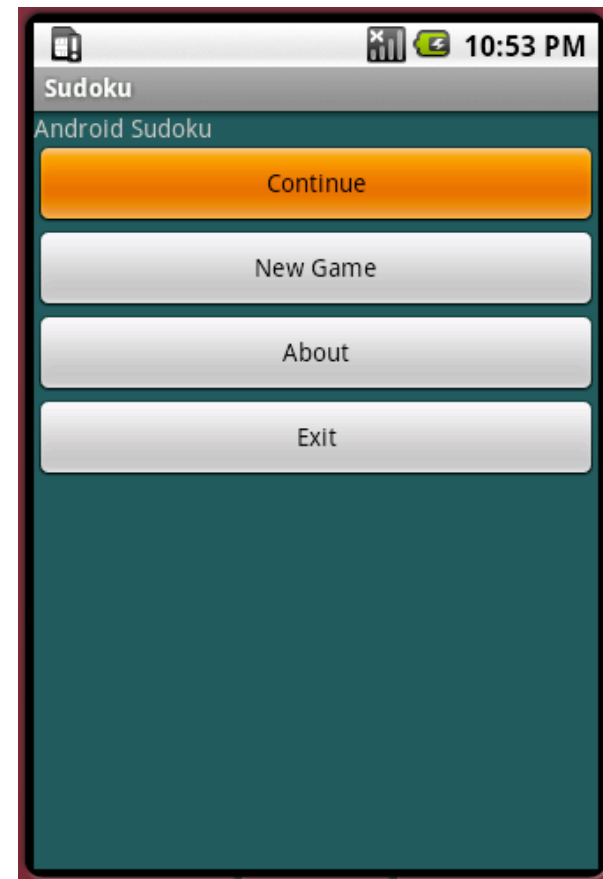 10:53 PM
Sudoku
Android Sudoku
Continue
New Game
About
Exit